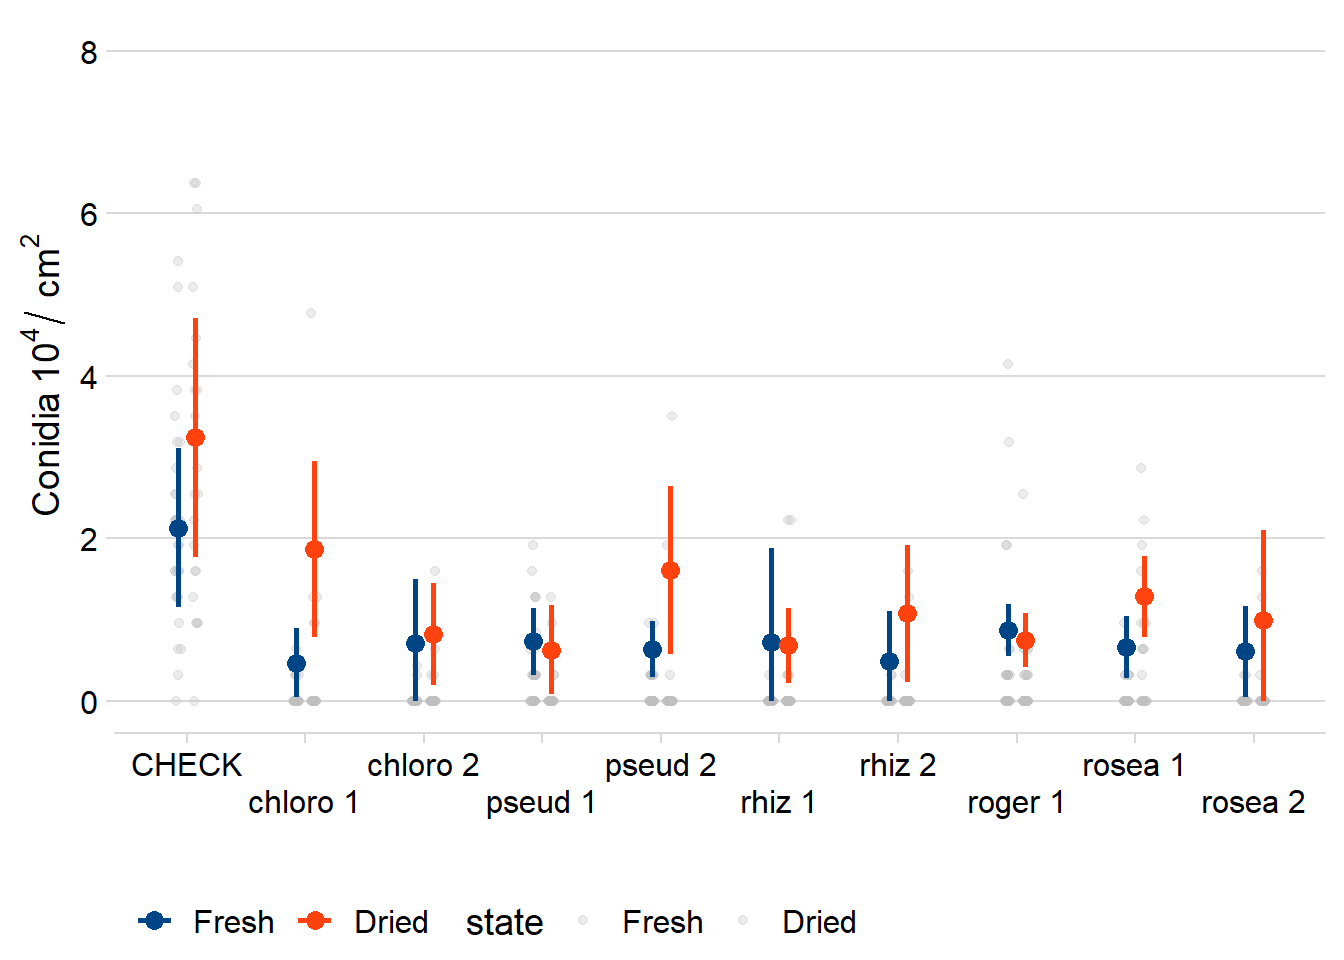 Conidia 10⁴ / cm²
8
6
4
2
0
CHECK chloro 2 pseud 2 rhiz 2 rosea 1
chloro 1 pseud 1 rhiz 1 roger 1 rosea 2
Fresh Dried state Fresh Dried